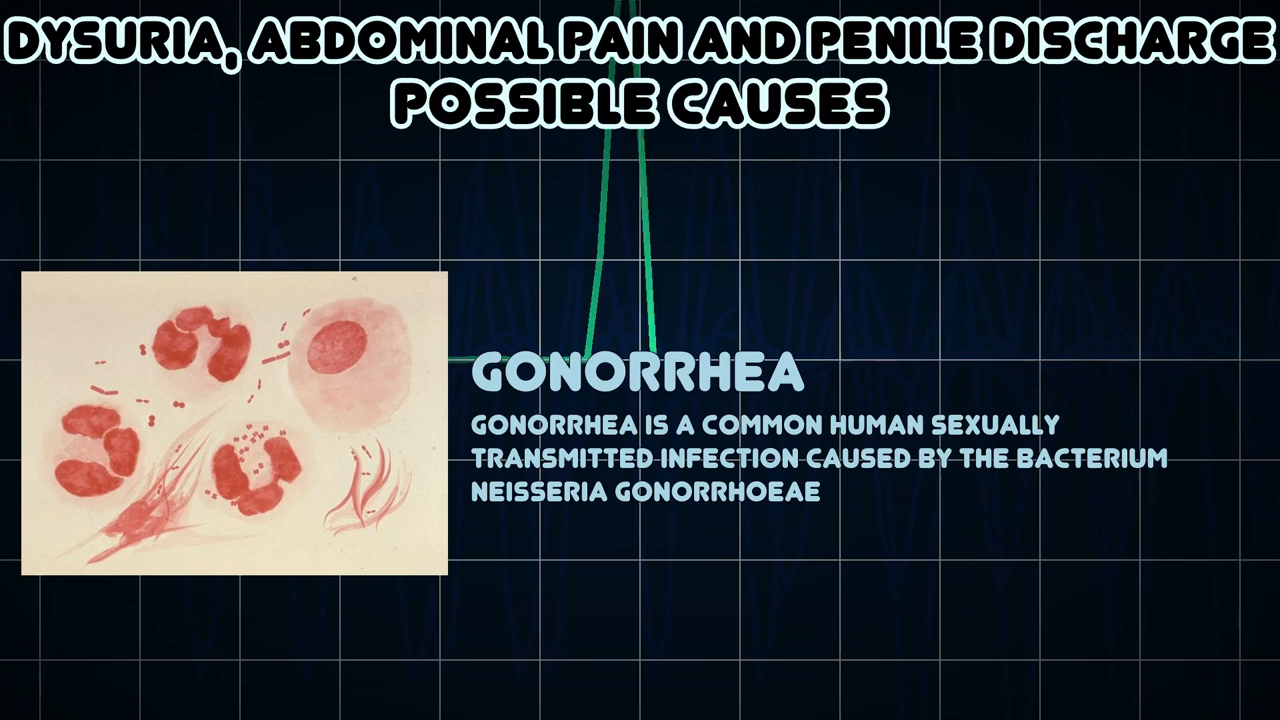 DYSURIA, ABDOMINAL PAIN AND PENILE DISCHARGE
POSSIBLE CAUSES
GONORRHEA
GONORRHEA IS A COMMON HUMAN SEXUALLY
TRANSMITTED INFECTION CAUSED BY THE BACTERIUM
NEISSERIA GONORRHOEAE